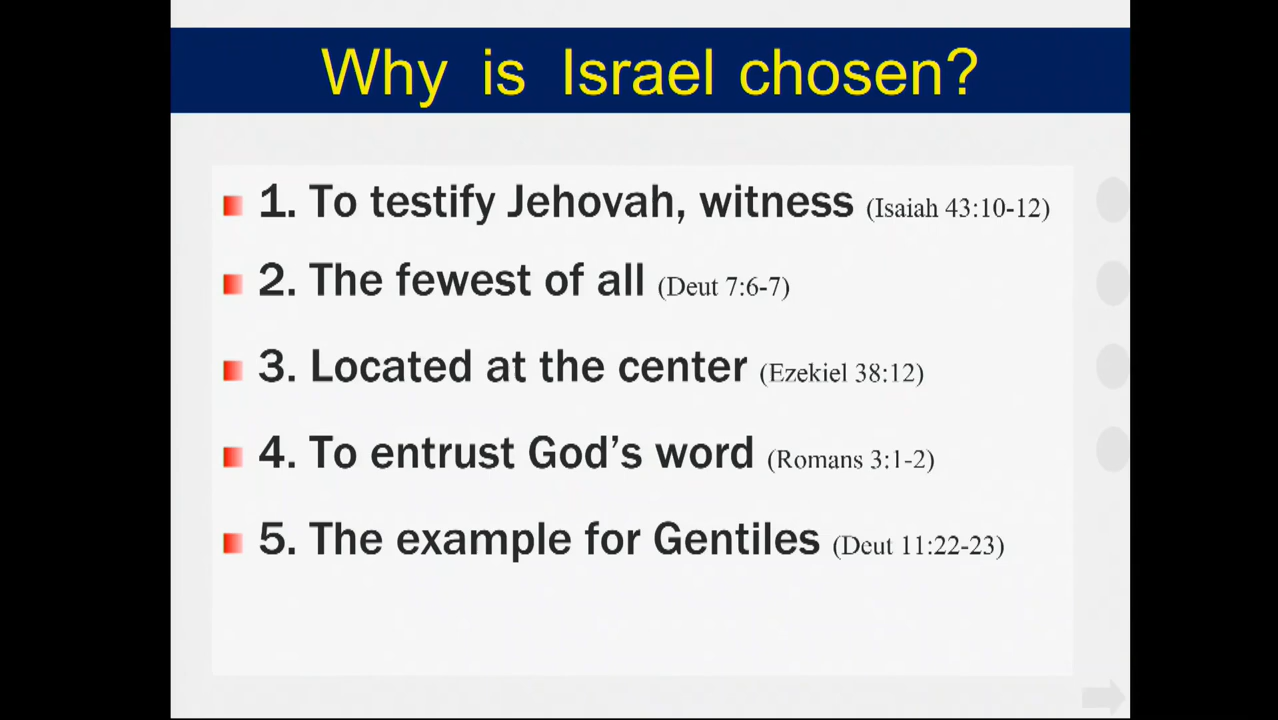 Why is Israel chosen?
1. To testify Jehovah, witness (Isaiah 43:10-12)
2. The fewest of all (Deut 7:6-7)
3. Located at the center (Ezekiel 38:12)
4. To entrust God’s word (Romans 3:1-2)
5. The example for Gentiles (Deut 11:22-23)